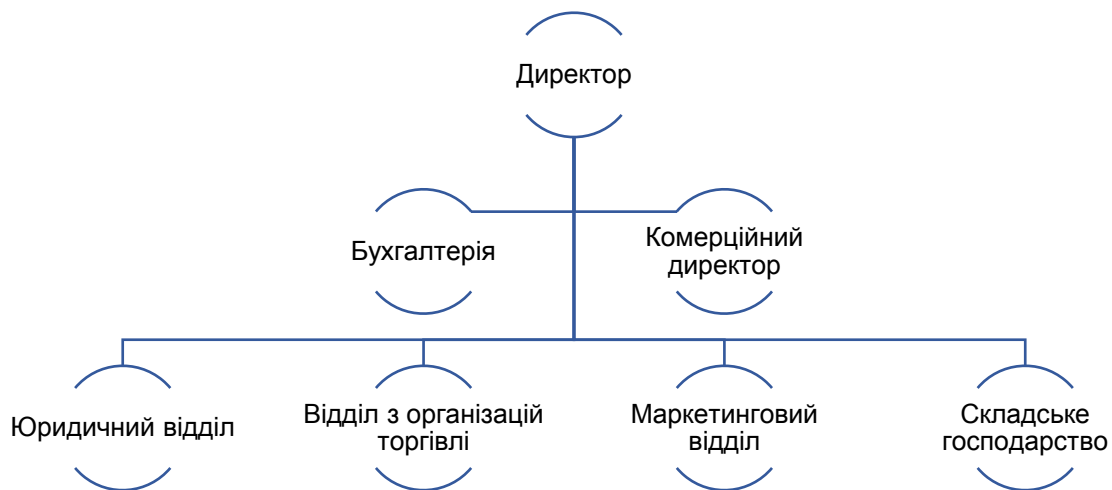 Директор
Бухгалтерія
Комерційний
директор
Юридичний відділ
Відділ з організацій
торгівлі
Маркетинговий
відділ
Складське
господарство